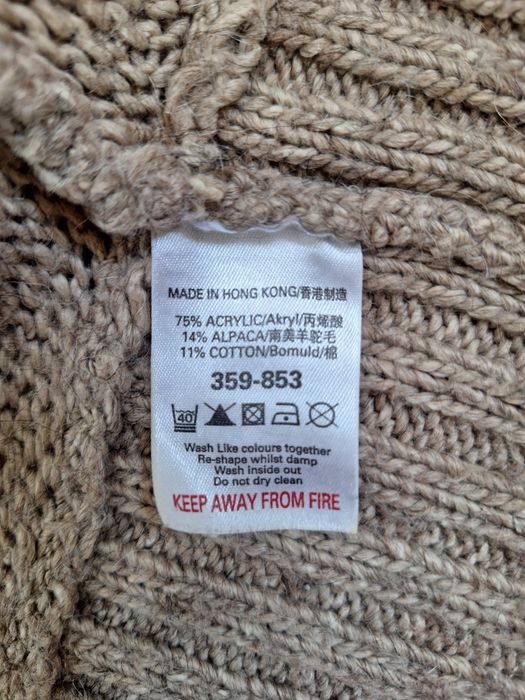 MADE IN HONG KONG/香港制造
75% ACRYLIC/Akryl/丙烯酸
14% ALPACA/南美羊驼毛
11% COTTON/Bomuld/棉
359-853
40
Wash Like colours together
Re-shape whilst damp
Wash inside out
Do not dry clean
KEEP AWAY FROM FIRE